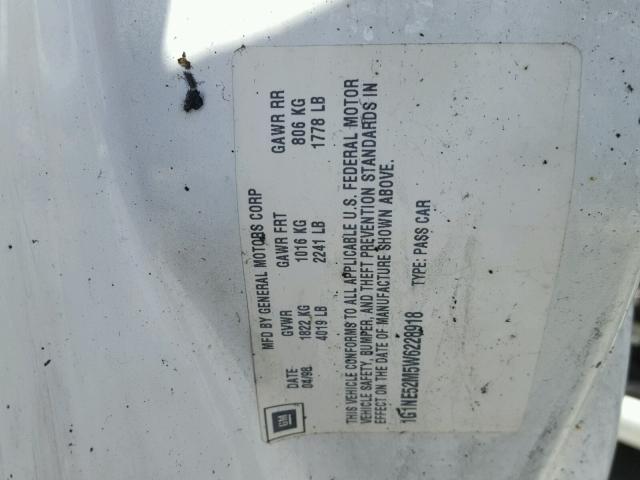 GM
MFD BY GENERAL MOTORS CORP
DATE GVWR GAWR FRT GAWR RR
04/98 1822 KG 1016 KG 806 KG
4019 LB 2241 LB 1778 LB
THIS VEHICLE CONFORMS TO ALL APPLICABLE U.S. FEDERAL MOTOR
VEHICLE SAFETY, BUMPER, AND THEFT PREVENTION STANDARDS IN
EFFECT ON THE DATE OF MANUFACTURE SHOWN ABOVE.
1G1NE52M5W6228918 TYPE: PASS CAR